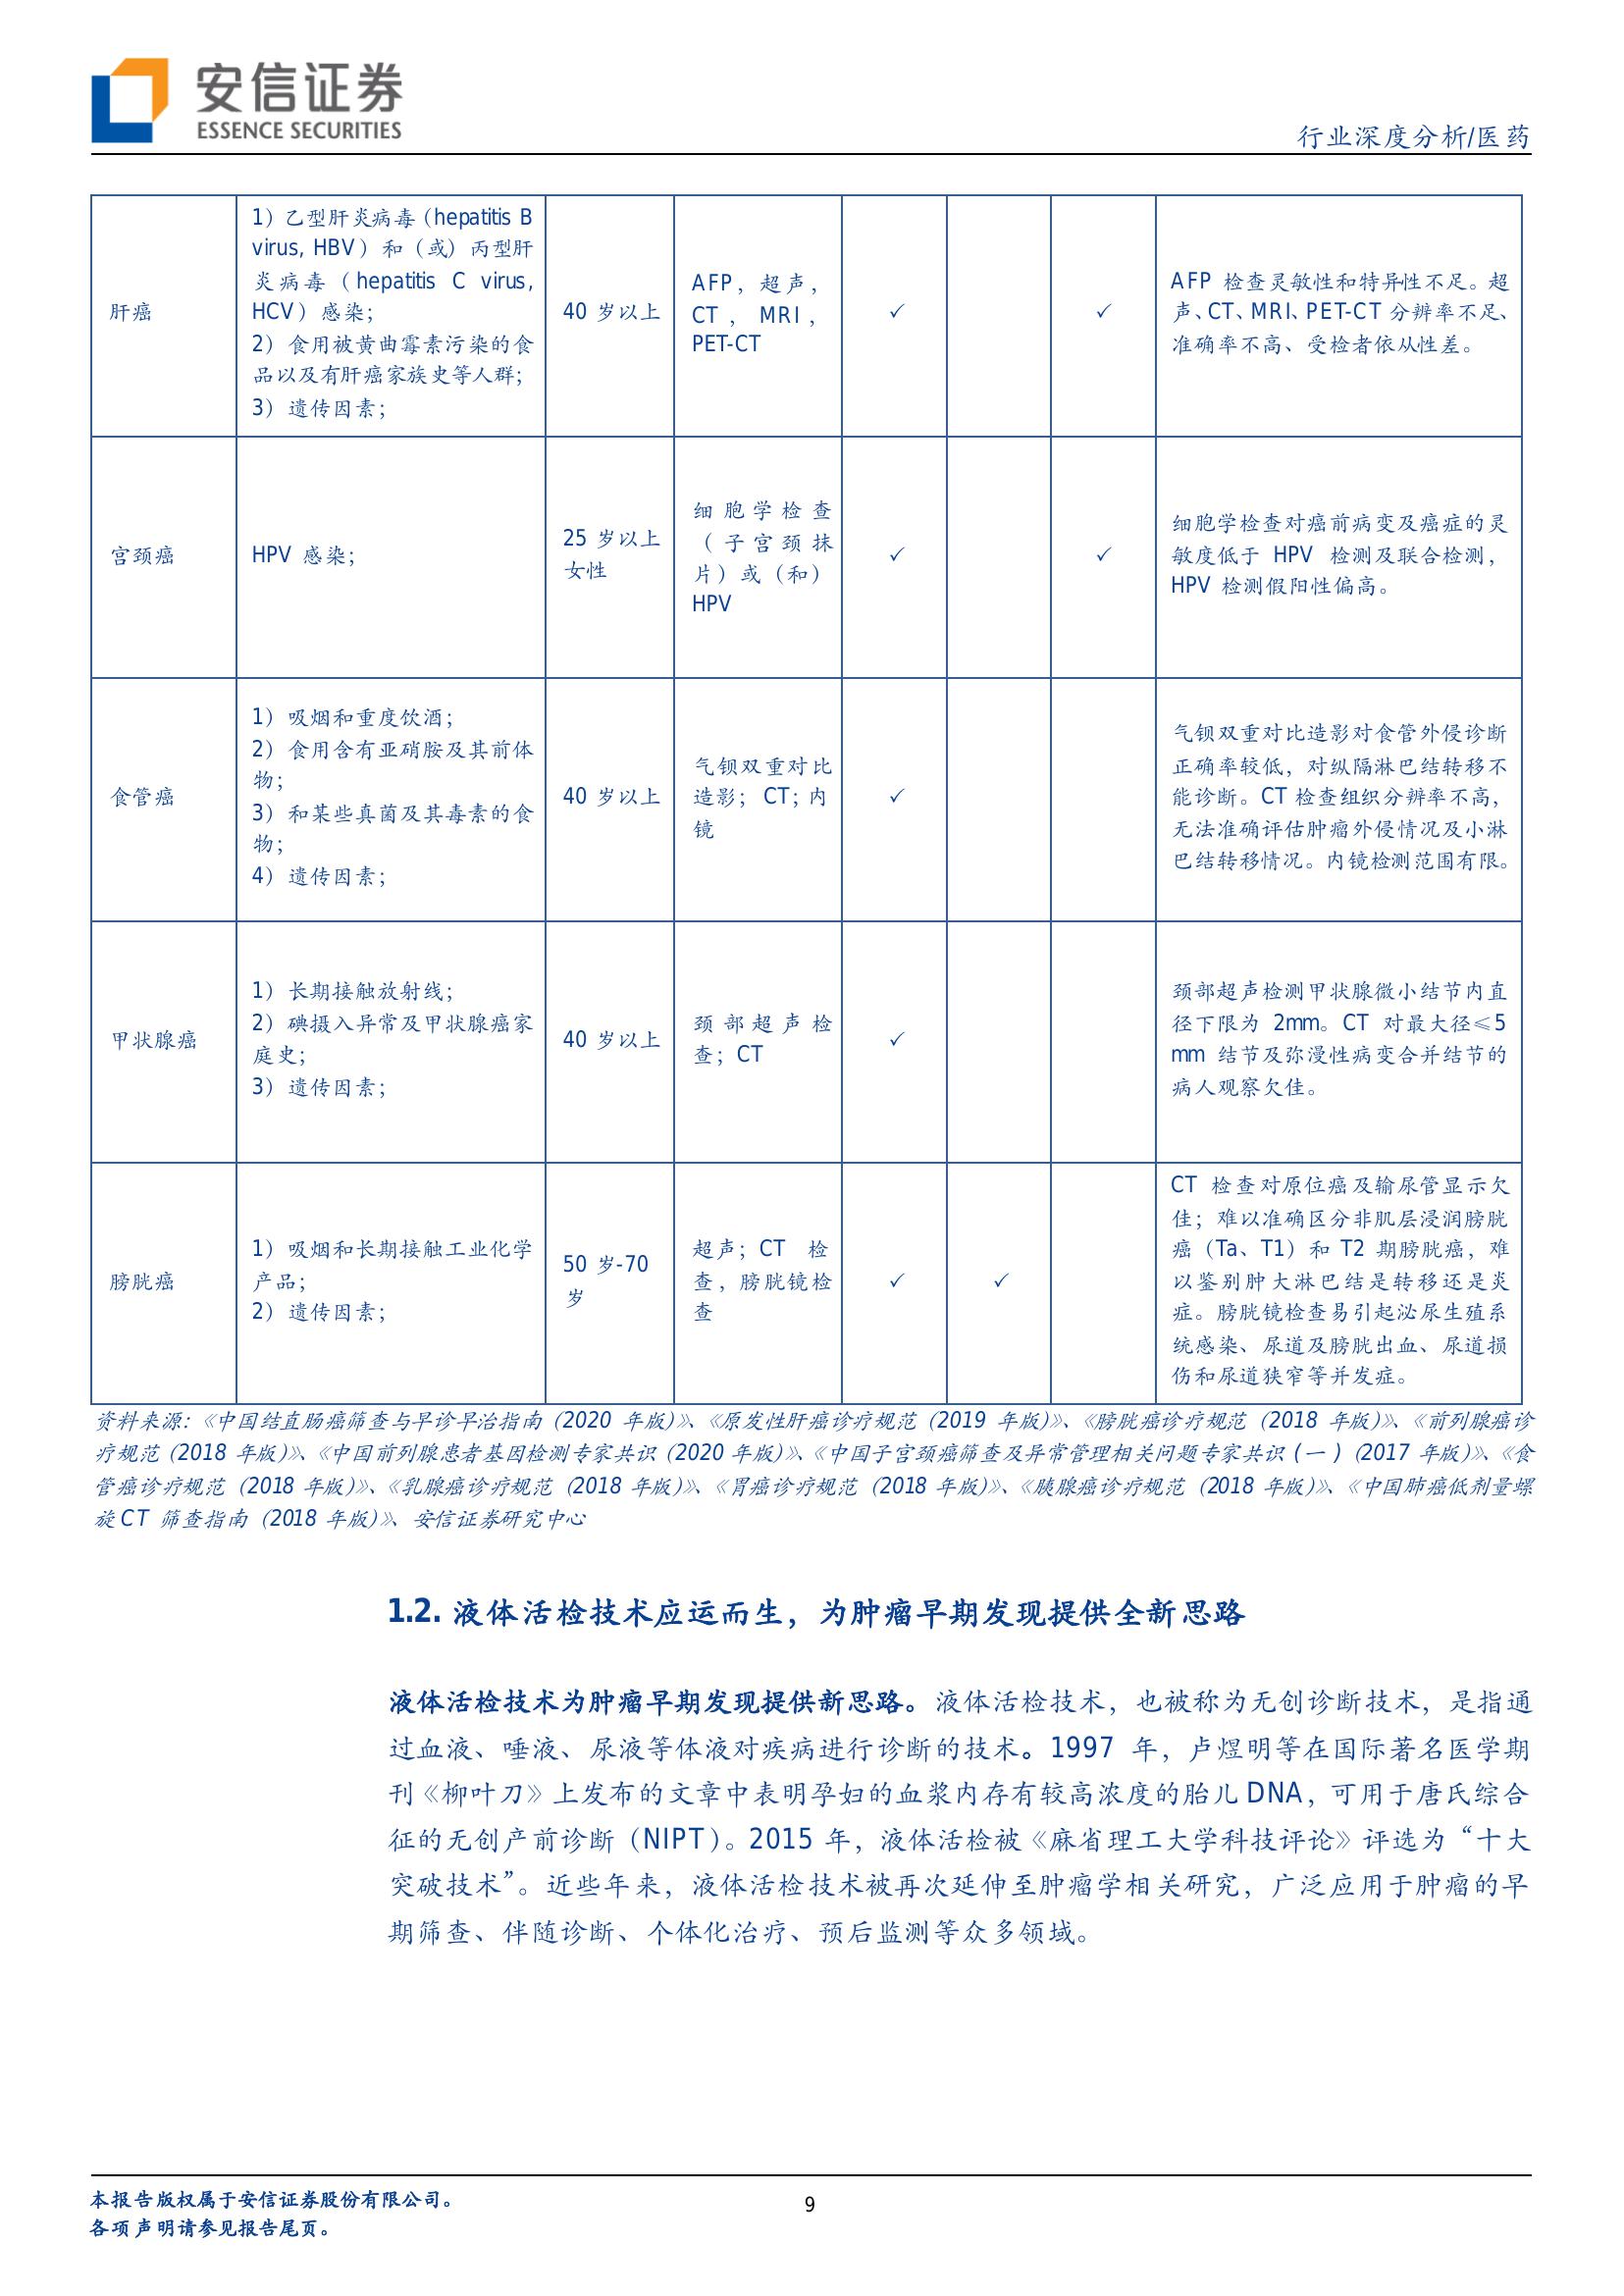 安信证券
ESSENCE SECURITIES
行业深度分析/医药
肝癌
1）乙型肝炎病毒（hepatitis B
virus, HBV）和（或）丙型肝
炎病毒（hepatitis C virus,
HCV）感染；
2）食用被黄曲霉素污染的食
品以及有肝癌家族史等人群；
3）遗传因素；
40 岁以上
AFP，超声，
CT，MRI，
PET-CT
✓
✓
AFP 检查灵敏性和特异性不足。超
声、CT、MRI、PET-CT 分辨率不足、
准确率不高、受检者依从性差。
宫颈癌
HPV 感染；
25 岁以上
女性
细胞学检查
（子宫颈抹
片）或（和）
HPV
✓
✓
细胞学检查对癌前病变及癌症的灵
敏度低于 HPV 检测及联合检测，
HPV 检测假阳性偏高。
食管癌
1）吸烟和重度饮酒；
2）食用含有亚硝胺及其前体
物；
3）和某些真菌及其毒素的食
物；
4）遗传因素；
40 岁以上
气钡双重对比
造影；CT；内
镜
✓
气钡双重对比造影对食管外侵诊断
正确率较低，对纵隔淋巴结转移不
能诊断。CT 检查组织分辨率不高，
无法准确评估肿瘤外侵情况及小淋
巴结转移情况。内镜检测范围有限。
甲状腺癌
1）长期接触放射线；
2）碘摄入异常及甲状腺癌家
庭史；
3）遗传因素；
40 岁以上
颈部超声检
查；CT
✓
颈部超声检测甲状腺微小结节内直
径下限为 2mm。CT 对最大径≤5
mm 结节及弥漫性病变合并结节的
病人观察欠佳。
膀胱癌
1）吸烟和长期接触工业化学
产品；
2）遗传因素；
50 岁-70
岁
超声；CT 检
查，膀胱镜检
查
✓
✓
CT 检查对原位癌及输尿管显示欠
佳；难以准确区分非肌层浸润膀胱
癌（Ta、T1）和 T2 期膀胱癌，难
以鉴别肿大淋巴结是转移还是炎
症。膀胱镜检查易引起泌尿生殖系
统感染、尿道及膀胱出血、尿道损
伤和尿道狭窄等并发症。
资料来源：《中国结直肠癌筛查与早诊早治指南（2020 年版）》、《原发性肝癌诊疗规范（2019 年版）》、《膀胱癌诊疗规范（2018 年版）》、《前列腺癌诊
疗规范（2018 年版）》、《中国前列腺患者基因检测专家共识（2020 年版）》、《中国子宫颈癌筛查及异常管理相关问题专家共识（一）（2017 年版）》、《食
管癌诊疗规范（2018 年版）》、《乳腺癌诊疗规范（2018 年版）》、《胃癌诊疗规范（2018 年版）》、《胰腺癌诊疗规范（2018 年版）》、《中国肺癌低剂量螺
旋 CT 筛查指南（2018 年版）》、安信证券研究中心
1.2. 液体活检技术应运而生，为肿瘤早期发现提供全新思路
液体活检技术为肿瘤早期发现提供新思路。液体活检技术，也被称为无创诊断技术，是指通
过血液、唾液、尿液等体液对疾病进行诊断的技术。1997 年，卢煜明等在国际著名医学期
刊《柳叶刀》上发布的文章中表明孕妇的血浆内存有较高浓度的胎儿 DNA，可用于唐氏综合
征的无创产前诊断（NIPT）。2015 年，液体活检被《麻省理工大学科技评论》评选为“十大
突破技术”。近些年来，液体活检技术被再次延伸至肿瘤学相关研究，广泛应用于肿瘤的早
期筛查、伴随诊断、个体化治疗、预后监测等众多领域。
本报告版权属于安信证券股份有限公司。
各项声明请参见报告尾页。
9